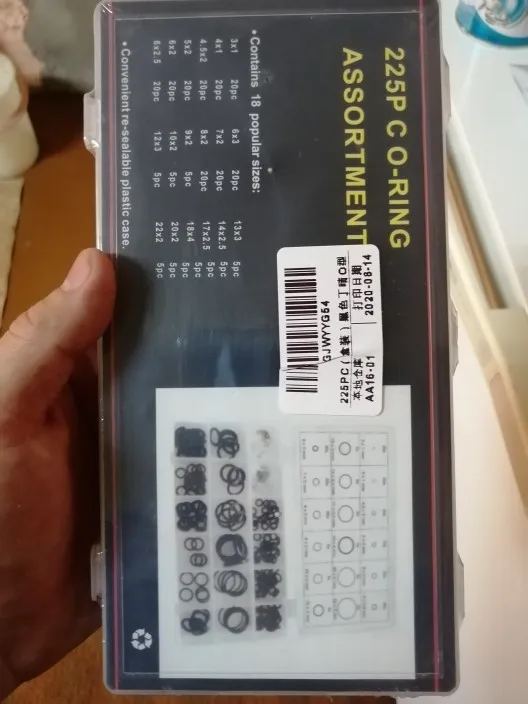 225P C O-RING
ASSORTMENT
•Contains 18 popular sizes:
3x1 20pc 6x3 20pc 13x3 5pc
4x1 20pc 7x2 20pc 14x2.5 5pc
4.5x2 20pc 8x2 20pc 17x2.5 5pc
5x2 20pc 9x2 5pc 18x4 5pc
6x2 20pc 10x2 5pc 20x2 5pc
6x2.5 20pc 12x3 5pc 22x2 5pc
•Convenient re-sealable plastic case.
GJWYYG54
225PC（盒装）黑色丁晴O型
本地仓库 打印日期
AA16-01 2020-08-14